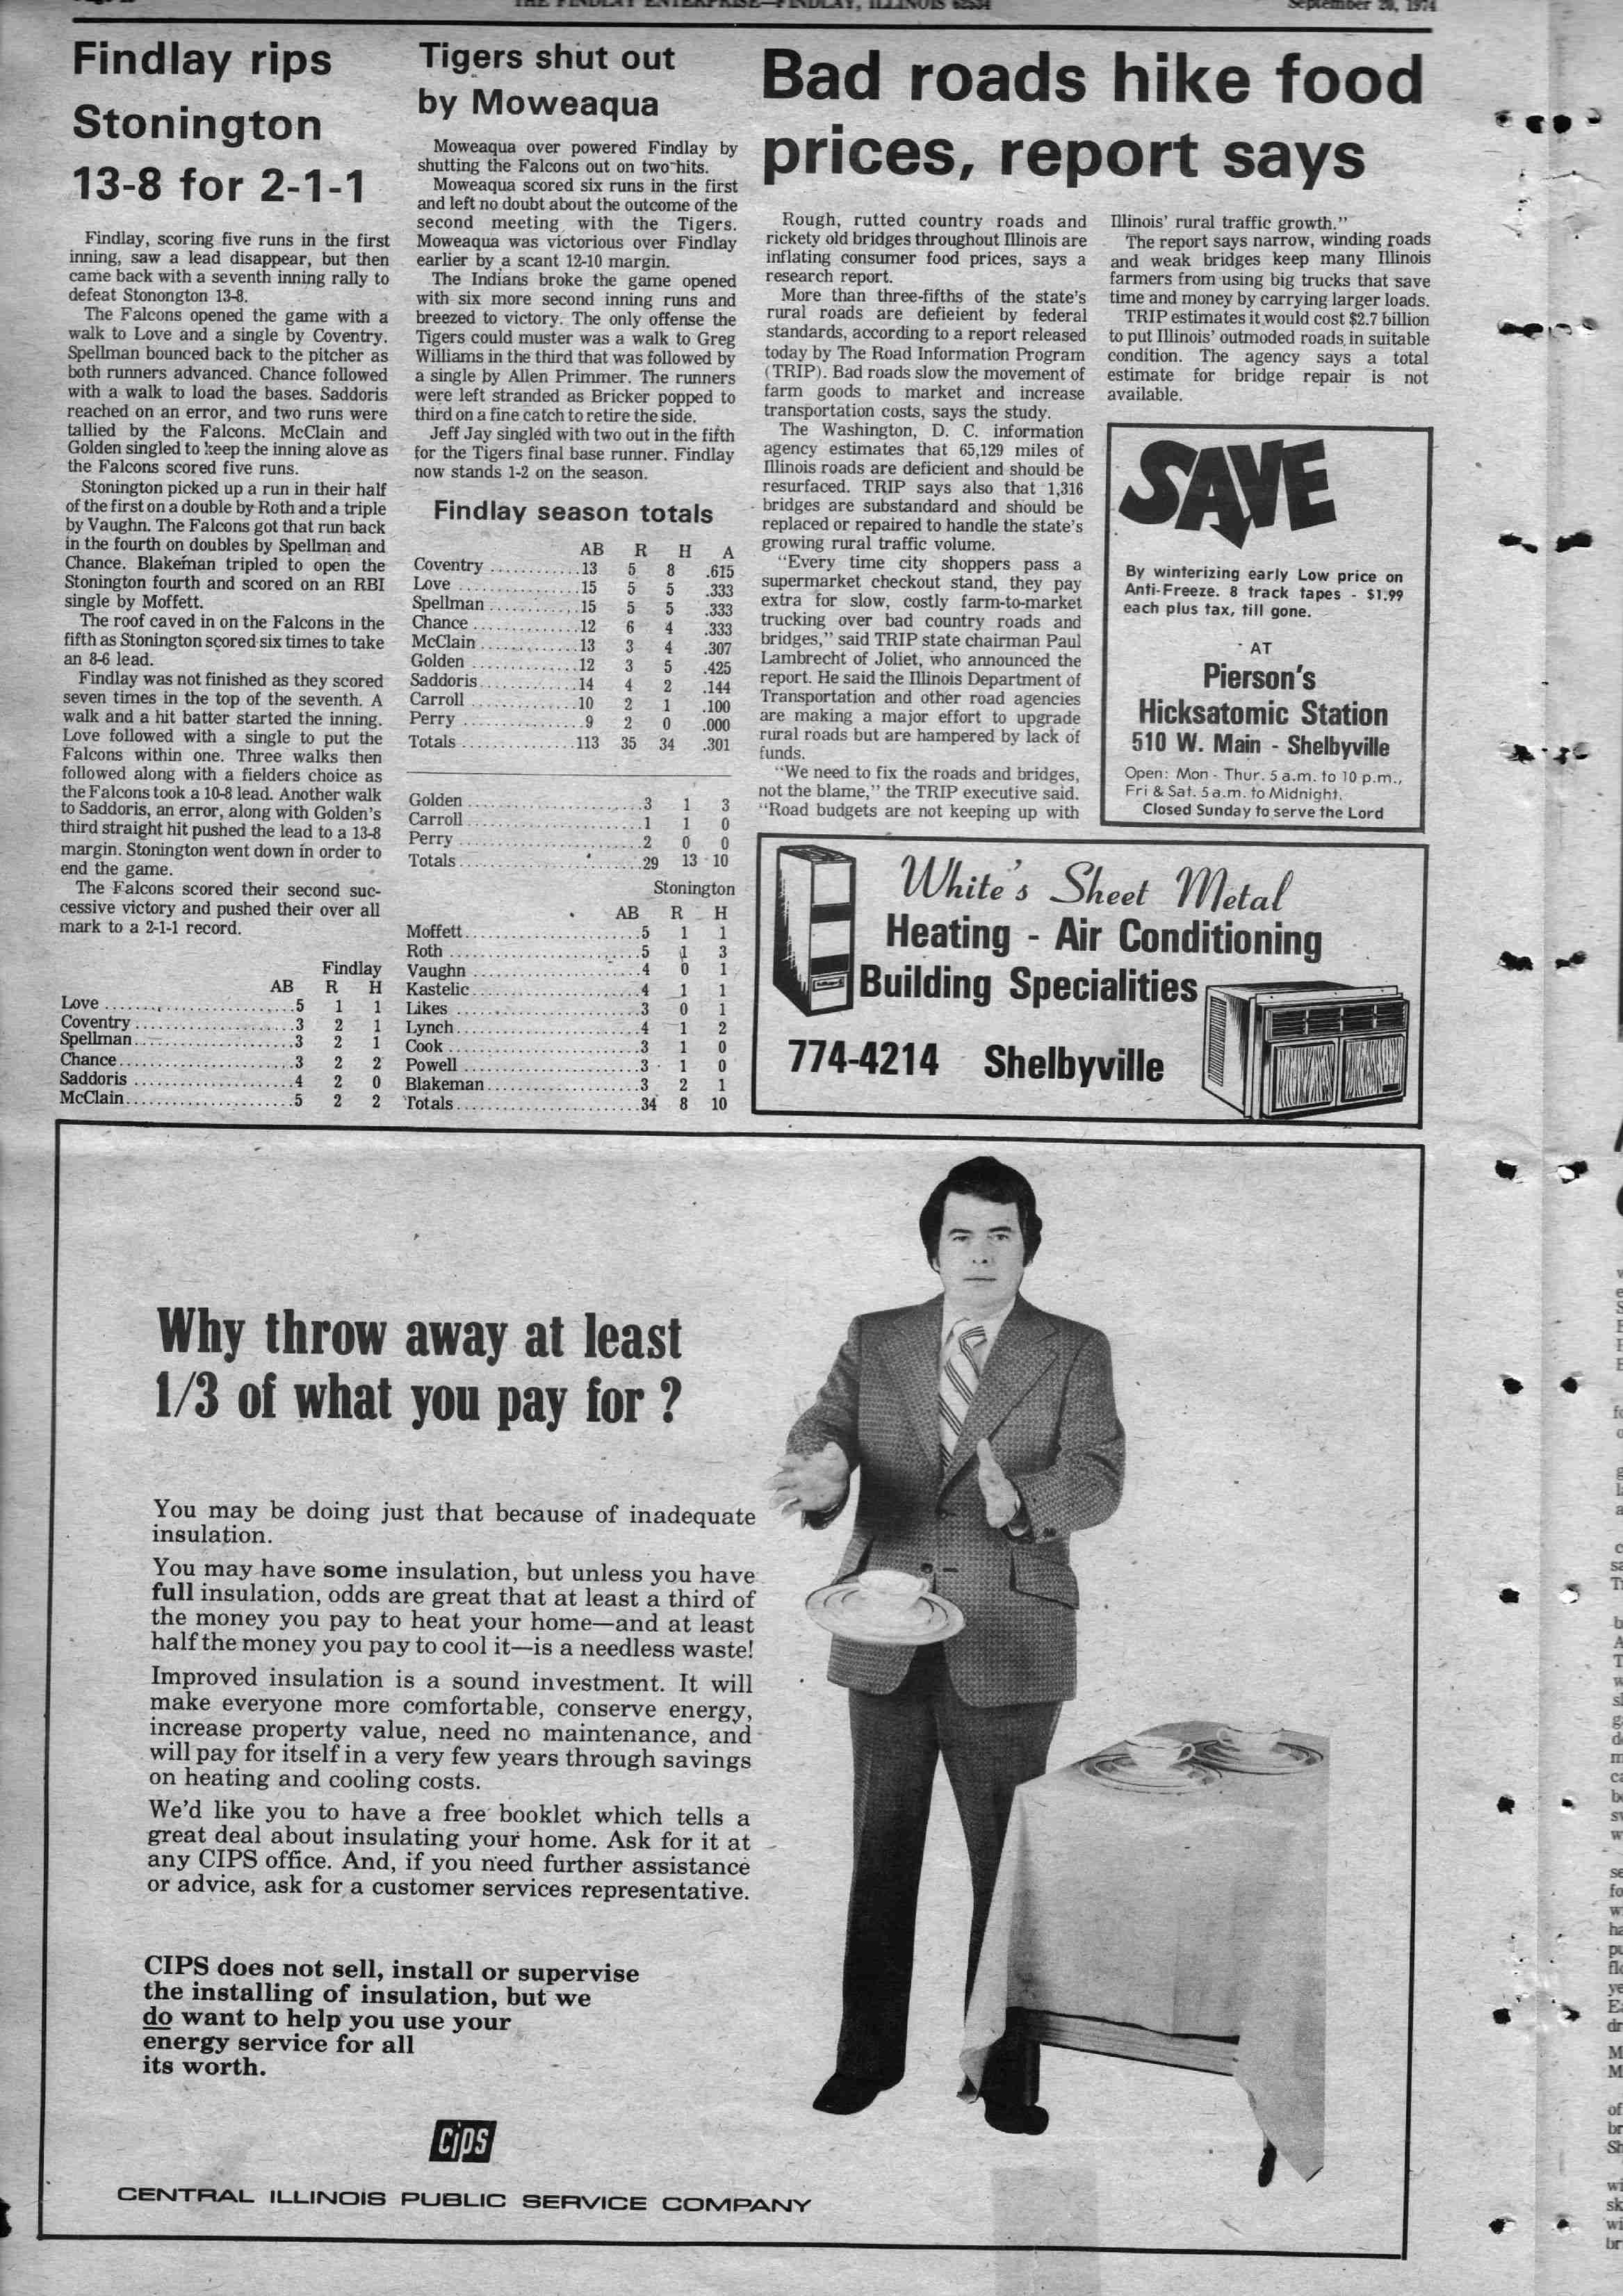 THE FINDLAY ENTERPRISE—FINDLAY, ILLINOIS 62534
September 20, 1974
Findlay rips
Stonington
13-8 for 2-1-1
Findlay, scoring five runs in the first
inning, saw a lead disappear, but then
came back with a seventh inning rally to
defeat Stonongton 13-8.
The Falcons opened the game with a
walk to Love and a single by Coventry.
Spellman bounced back to the pitcher as
both runners advanced. Chance followed
with a walk to load the bases. Saddoris
reached on an error, and two runs were
tallied by the Falcons. McClain and
Golden singled to keep the inning alove as
the Falcons scored five runs.
Stonington picked up a run in their half
of the first on a double by Roth and a triple
by Vaughn. The Falcons got that run back
in the fourth on doubles by Spellman and
Chance. Blakeman tripled to open the
Stonington fourth and scored on an RBI
single by Moffett.
The roof caved in on the Falcons in the
fifth as Stonington scored six times to take
an 8-6 lead.
Findlay was not finished as they scored
seven times in the top of the seventh. A
walk and a hit batter started the inning.
Love followed with a single to put the
Falcons within one. Three walks then
followed along with a fielders choice as
the Falcons took a 10-8 lead. Another walk
to Saddoris, an error, along with Golden's
third straight hit pushed the lead to a 13-8
margin. Stonington went down in order to
end the game.
The Falcons scored their second suc-
cessive victory and pushed their over all
mark to a 2-1-1 record.
Findlay
AB R H
Love 5 1 1
Coventry 3 2 1
Spellman 3 2 1
Chance 3 2 2
Saddoris 4 2 0
McClain 5 2 2
Tigers shut out
by Moweaqua
Moweaqua over powered Findlay by
shutting the Falcons out on two hits.
Moweaqua scored six runs in the first
and left no doubt about the outcome of the
second meeting with the Tigers.
Moweaqua was victorious over Findlay
earlier by a scant 12-10 margin.
The Indians broke the game opened
with six more second inning runs and
breezed to victory. The only offense the
Tigers could muster was a walk to Greg
Williams in the third that was followed by
a single by Allen Primmer. The runners
were left stranded as Bricker popped to
third on a fine catch to retire the side.
Jeff Jay singled with two out in the fifth
for the Tigers final base runner. Findlay
now stands 1-2 on the season.
Findlay season totals
AB R H A
Coventry 13 5 8 .615
Love 15 5 5 .333
Spellman 15 5 5 .333
Chance 12 6 4 .333
McClain 13 3 4 .307
Golden 12 3 5 .425
Saddoris 14 4 2 .144
Carroll 10 2 1 .100
Perry 9 2 0 .000
Totals 113 35 34 .301
Golden 3 1 3
Carroll 1 1 0
Perry 2 0 0
Totals 29 13 10
Stonington
AB R H
Moffett 5 1 1
Roth 5 1 3
Vaughn 4 0 1
Kastelic 4 1 1
Likes 3 0 1
Lynch 4 1 2
Cook 3 1 0
Powell 3 1 0
Blakeman 3 2 1
Totals 34 8 10
Bad roads hike food
prices, report says
Rough, rutted country roads and
rickety old bridges throughout Illinois are
inflating consumer food prices, says a
research report.
More than three-fifths of the state's
rural roads are defieient by federal
standards, according to a report released
today by The Road Information Program
(TRIP). Bad roads slow the movement of
farm goods to market and increase
transportation costs, says the study.
The Washington, D. C. information
agency estimates that 65,129 miles of
Illinois roads are deficient and should be
resurfaced. TRIP says also that 1,316
bridges are substandard and should be
replaced or repaired to handle the state's
growing rural traffic volume.
"Every time city shoppers pass a
supermarket checkout stand, they pay
extra for slow, costly farm-to-market
trucking over bad country roads and
bridges," said TRIP state chairman Paul
Lambrecht of Joliet, who announced the
report. He said the Illinois Department of
Transportation and other road agencies
are making a major effort to upgrade
rural roads but are hampered by lack of
funds.
"We need to fix the roads and bridges,
not the blame," the TRIP executive said.
"Road budgets are not keeping up with
Illinois' rural traffic growth."
The report says narrow, winding roads
and weak bridges keep many Illinois
farmers from using big trucks that save
time and money by carrying larger loads.
TRIP estimates it would cost $2.7 billion
to put Illinois' outmoded roads in suitable
condition. The agency says a total
estimate for bridge repair is not
available.
SAVE
By winterizing early Low price on
Anti-Freeze. 8 track tapes - $1.99
each plus tax, till gone.
AT
Pierson's
Hicksatomic Station
510 W. Main - Shelbyville
Open: Mon - Thur. 5 a.m. to 10 p.m.,
Fri & Sat. 5 a.m. to Midnight.
Closed Sunday to serve the Lord
White's Sheet Metal
Heating - Air Conditioning
Building Specialities
774-4214 Shelbyville
Why throw away at least
1/3 of what you pay for ?
You may be doing just that because of inadequate
insulation.
You may have some insulation, but unless you have
full insulation, odds are great that at least a third of
the money you pay to heat your home—and at least
half the money you pay to cool it—is a needless waste!
Improved insulation is a sound investment. It will
make everyone more comfortable, conserve energy,
increase property value, need no maintenance, and
will pay for itself in a very few years through savings
on heating and cooling costs.
We'd like you to have a free booklet which tells a
great deal about insulating your home. Ask for it at
any CIPS office. And, if you need further assistance
or advice, ask for a customer services representative.
CIPS does not sell, install or supervise
the installing of insulation, but we
do want to help you use your
energy service for all
its worth.
CIPS
CENTRAL ILLINOIS PUBLIC SERVICE COMPANY